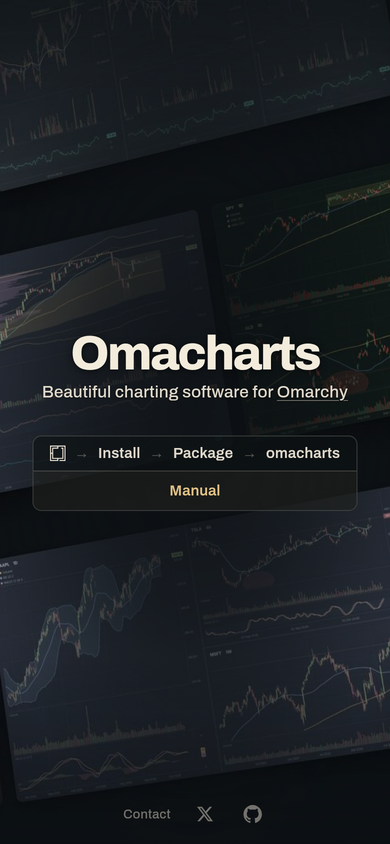 Omacharts
Beautiful charting software for Omarchy
→ Install → Package → omacharts
Manual
Contact